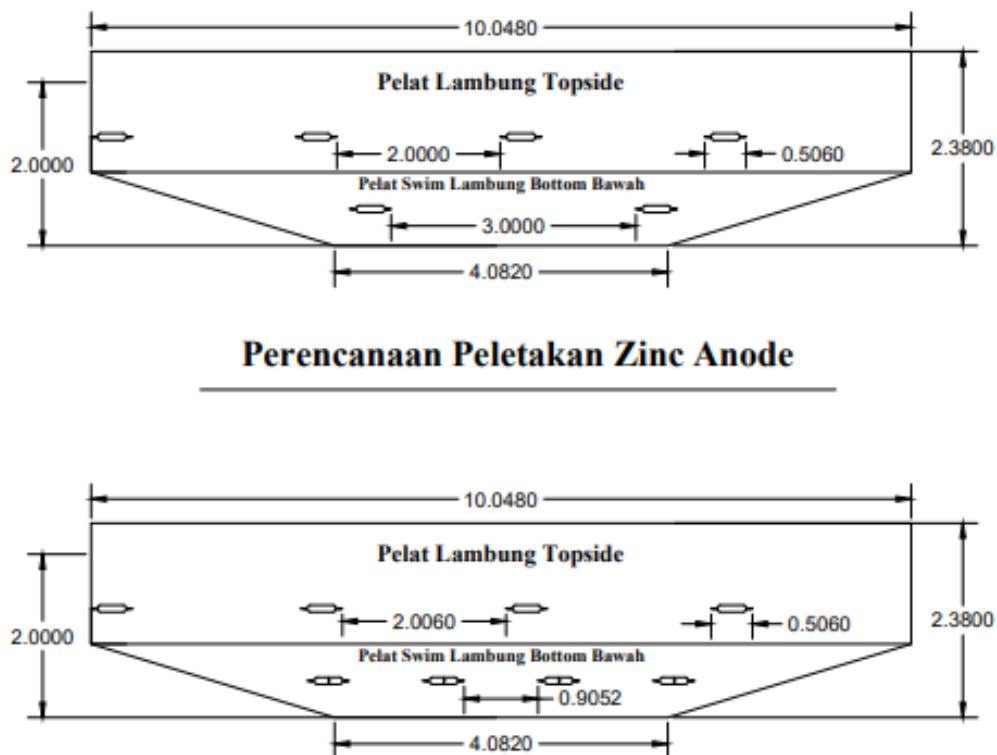 10.0480
Pelat Lambung Topside
2.0000
2.0000
0.5060
2.3800
Pelat Swim Lambung Bottom Bawah
3.0000
4.0820
Perencanaan Peletakan Zinc Anode
10.0480
Pelat Lambung Topside
2.0000
2.0060
0.5060
2.3800
Pelat Swim Lambung Bottom Bawah
0.9052
4.0820